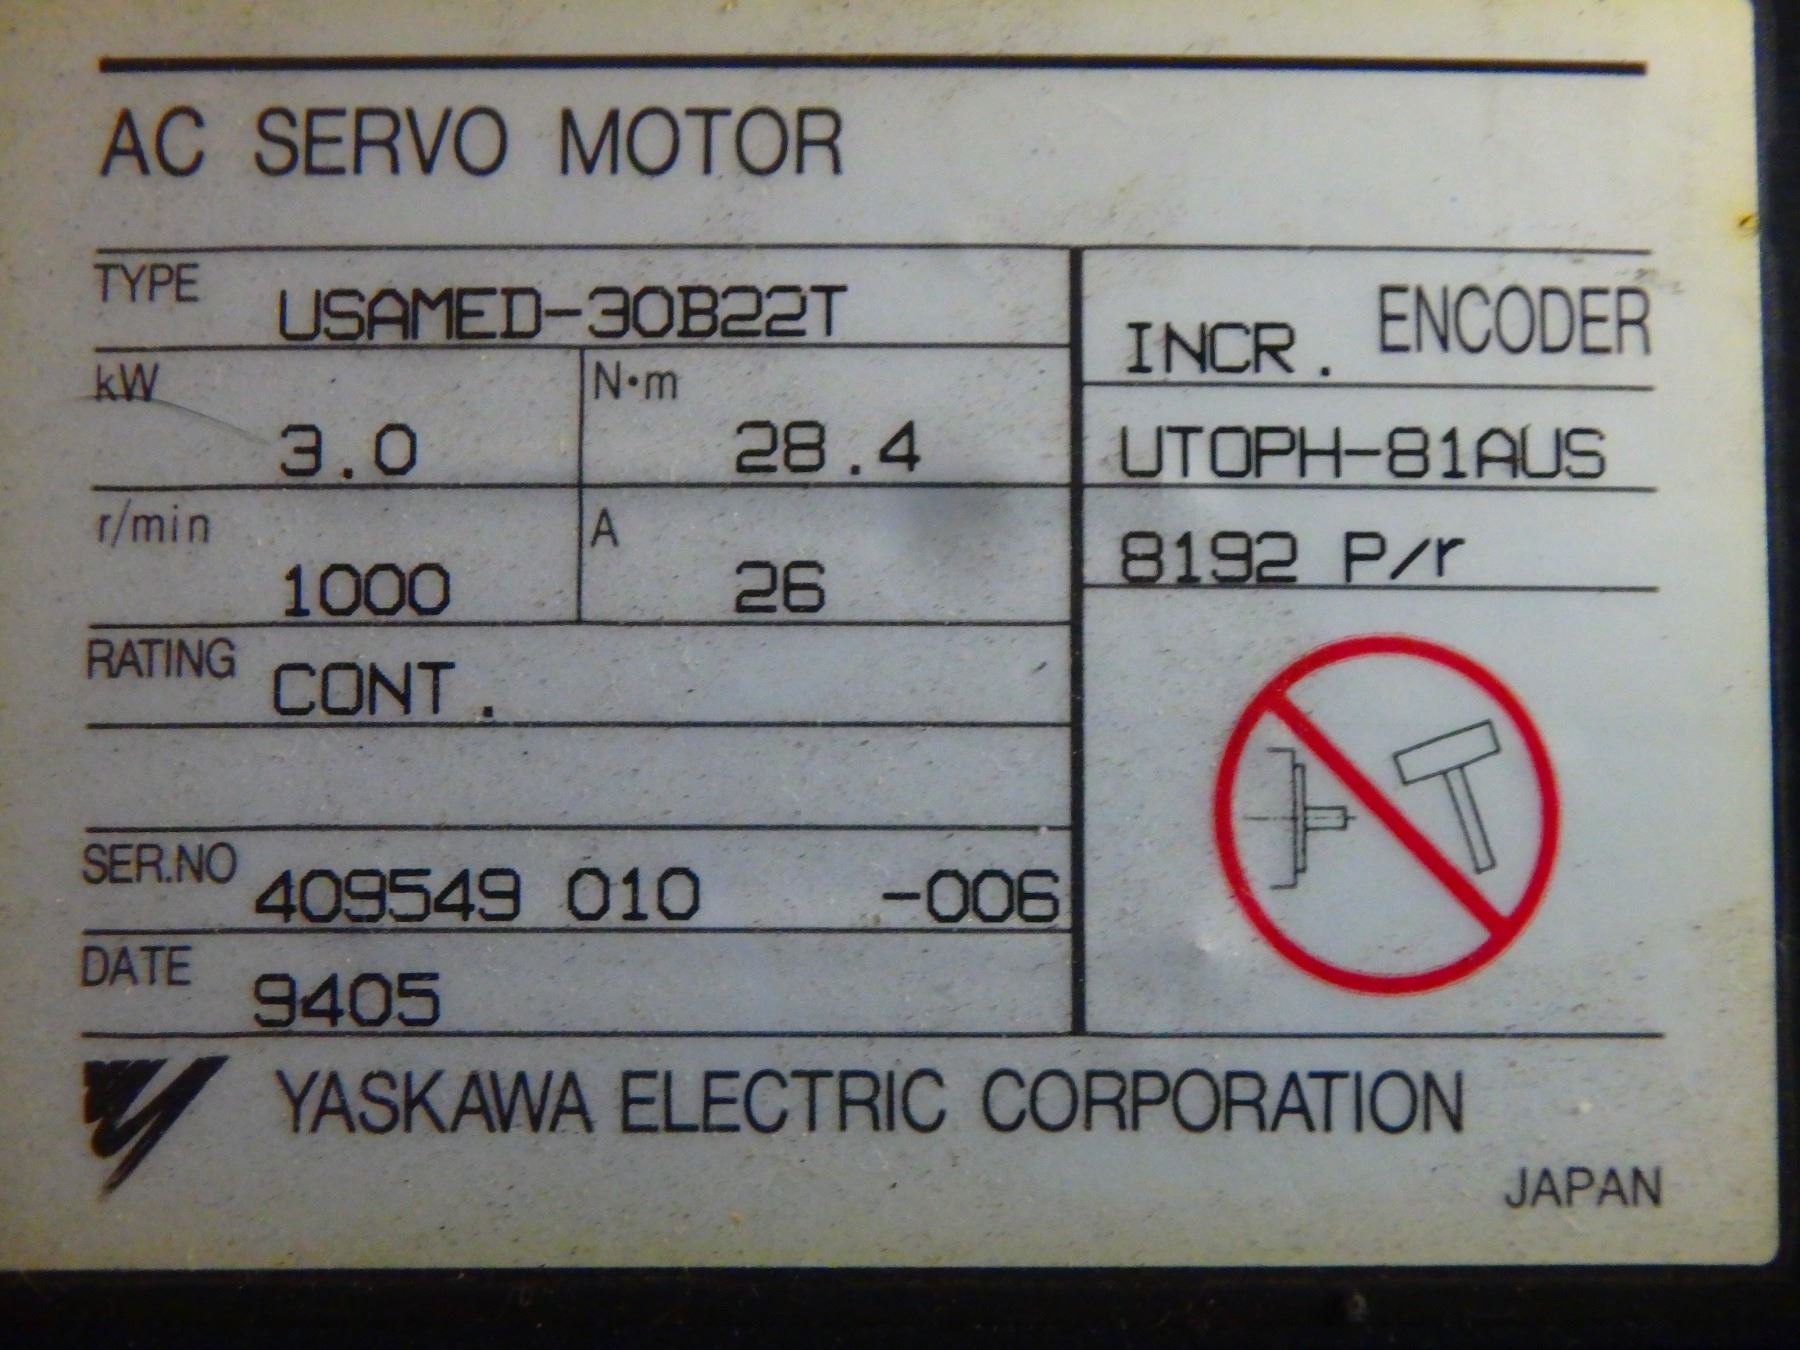 AC SERVO MOTOR
TYPE USAMED-30B22T
kW 3.0 N·m 28.4
r/min 1000 A 26
RATING CONT.
SER.NO 409549 010 -006
DATE 9405
INCR. ENCODER
UTOPH-81AUS
8192 P/r
YASKAWA ELECTRIC CORPORATION
JAPAN